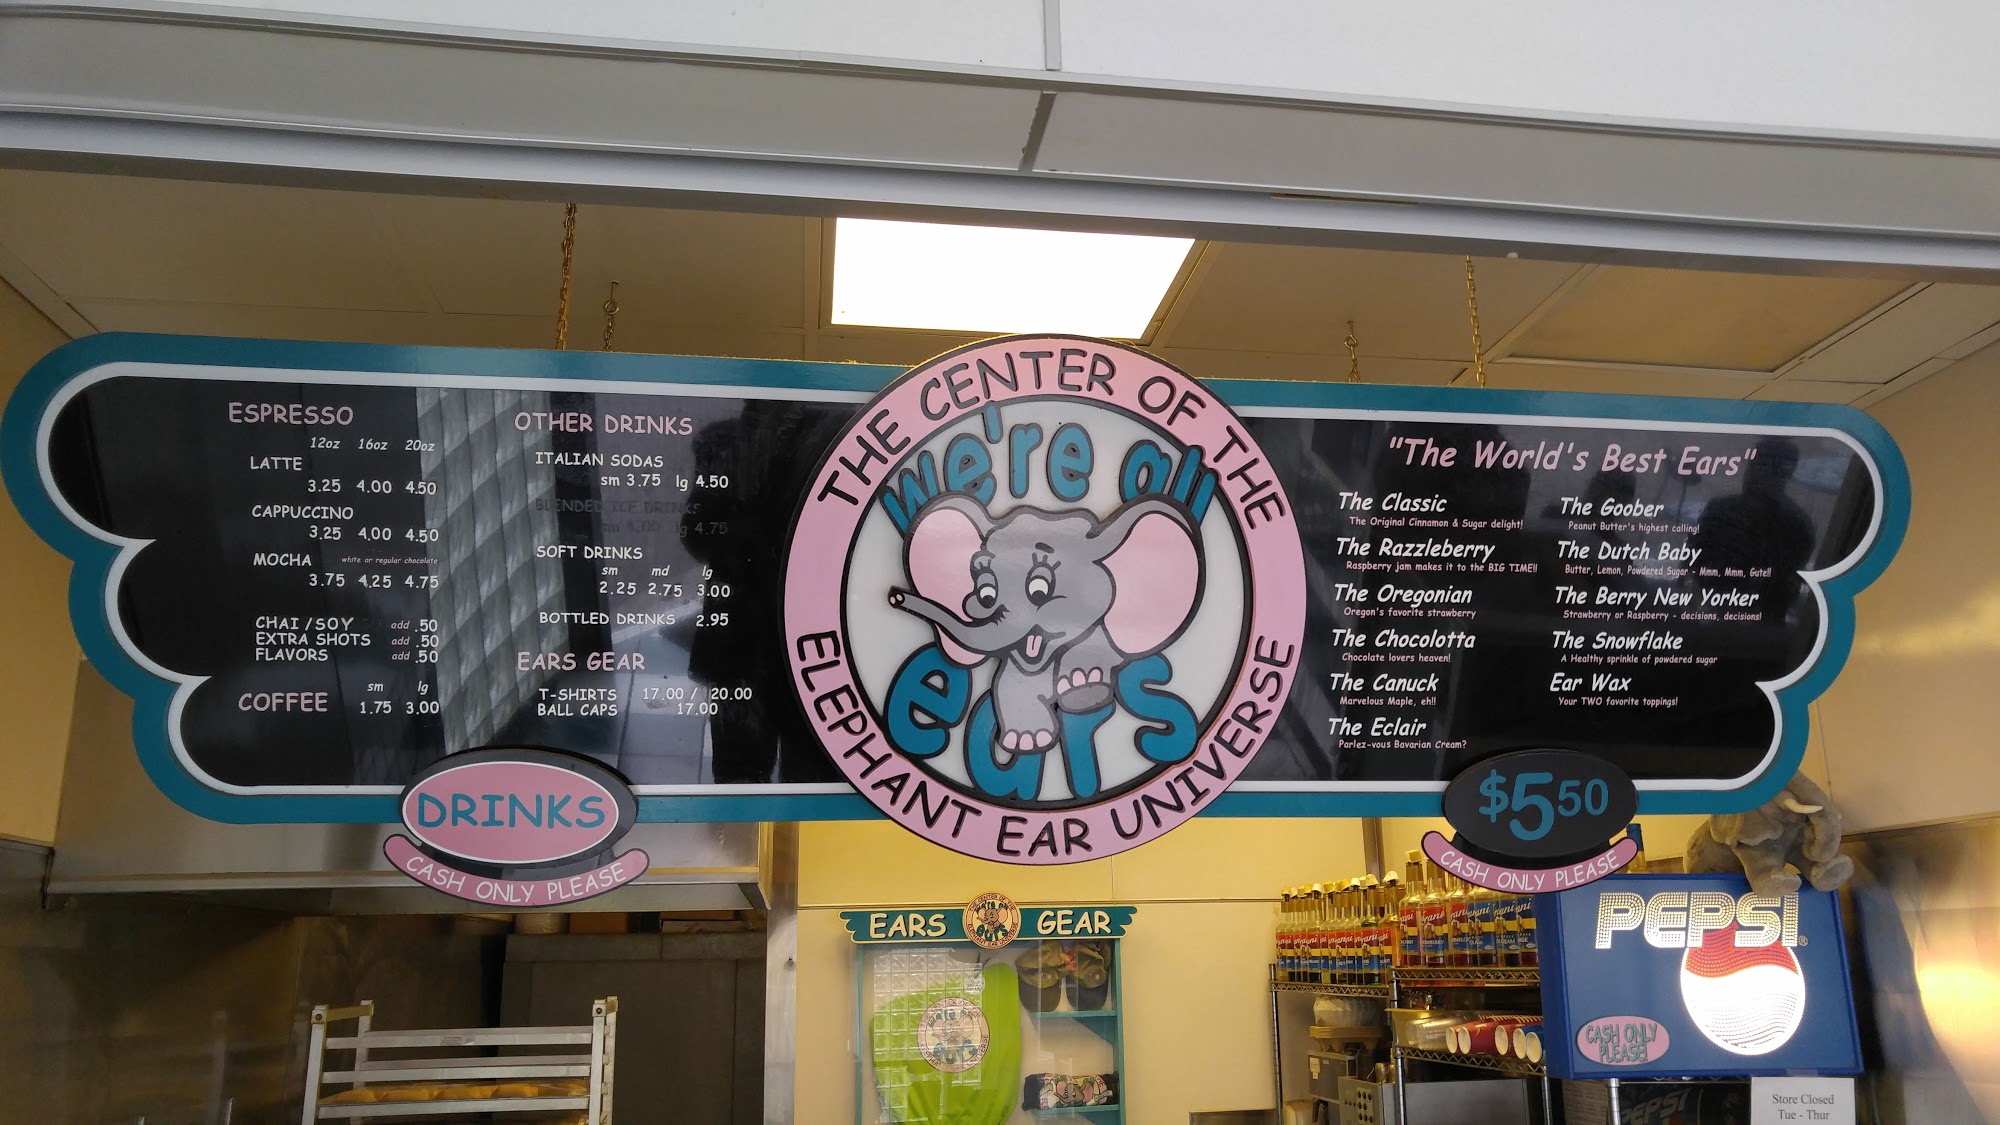 ESPRESSO
12oz 16oz 20oz
LATTE
3.25 4.00 4.50
CAPPUCCINO
3.25 4.00 4.50
MOCHA white or regular chocolate
3.75 4.25 4.75
CHAI / SOY add .50
EXTRA SHOTS add .50
FLAVORS add .50
sm lg
COFFEE 1.75 3.00
OTHER DRINKS
ITALIAN SODAS
sm 3.75 lg 4.50
BLENDED ICE DRINKS
sm 4.00 lg 4.75
SOFT DRINKS
sm md lg
2.25 2.75 3.00
BOTTLED DRINKS 2.95
EARS GEAR
T-SHIRTS 17.00 / 20.00
BALL CAPS 17.00
DRINKS
CASH ONLY PLEASE
THE CENTER OF THE
we're all
ears
ELEPHANT EAR UNIVERSE
"The World's Best Ears"
The Classic
The Original Cinnamon & Sugar delight!
The Razzleberry
Raspberry jam makes it to the BIG TIME!!
The Oregonian
Oregon's favorite strawberry
The Chocolotta
Chocolate lovers heaven!
The Canuck
Marvelous Maple, eh!!
The Eclair
Parlez-vous Bavarian Cream?
The Goober
Peanut Butter's highest calling!
The Dutch Baby
Butter, Lemon, Powdered Sugar - Mmm, Mmm, Gute!!
The Berry New Yorker
Strawberry or Raspberry - decisions, decisions!
The Snowflake
A Healthy sprinkle of powdered sugar
Ear Wax
Your TWO favorite toppings!
$5.50
CASH ONLY PLEASE
EARS GEAR
PEPSI
CASH ONLY
PLEASE!
Store Closed
Tue - Thur
PEPSI